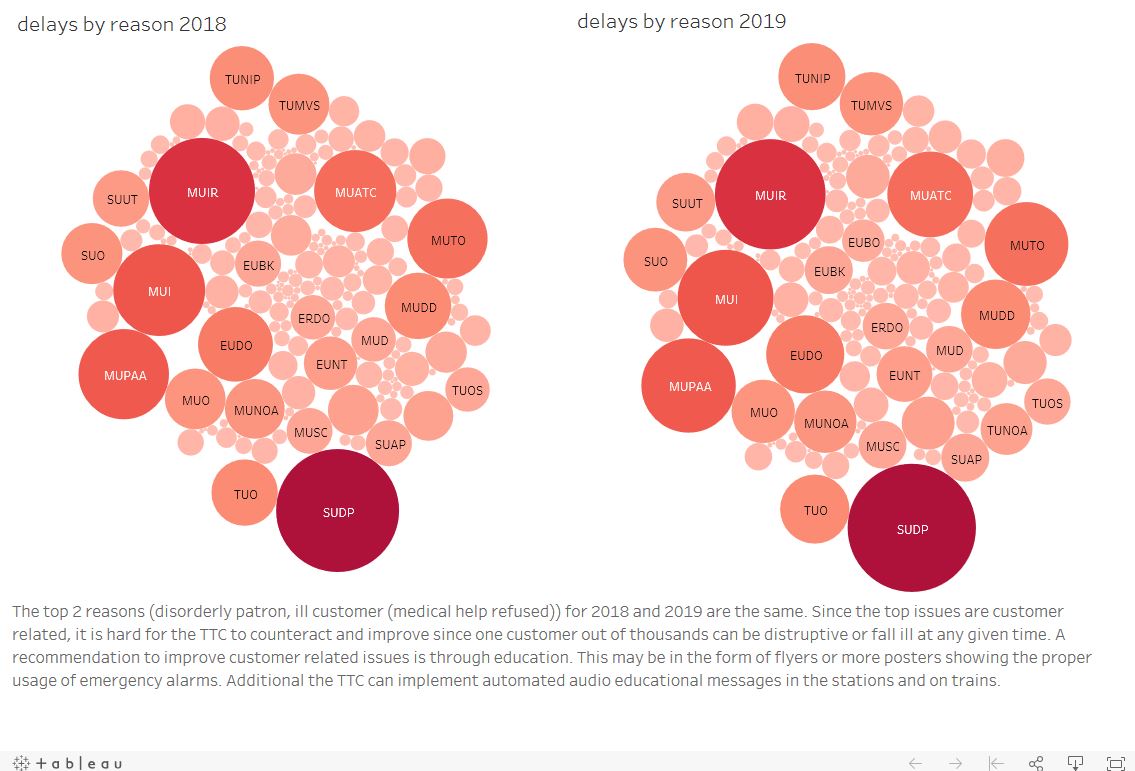 delays by reason 2018
TUNIP
TUMVS
MUIR
MUATC
SUUT
MUTO
SUO
EUBK
MUI
MUDD
ERDO
EUDO
MUD
EUNT
MUPAA
TUOS
MUO
MUNOA
MUSC
SUAP
TUO
SUDP
delays by reason 2019
TUNIP
TUMVS
MUIR
MUATC
SUUT
EUBO
MUTO
SUO
EUBK
MUI
MUDD
ERDO
MUD
EUDO
EUNT
MUPAA
TUOS
MUO
MUNOA
TUNOA
MUSC
SUAP
TUO
SUDP
The top 2 reasons (disorderly patron, ill customer (medical help refused)) for 2018 and 2019 are the same. Since the top issues are customer
related, it is hard for the TTC to counteract and improve since one customer out of thousands can be distruptive or fall ill at any given time. A
recommendation to improve customer related issues is through education. This may be in the form of flyers or more posters showing the proper
usage of emergency alarms. Additional the TTC can implement automated audio educational messages in the stations and on trains.
+ableau